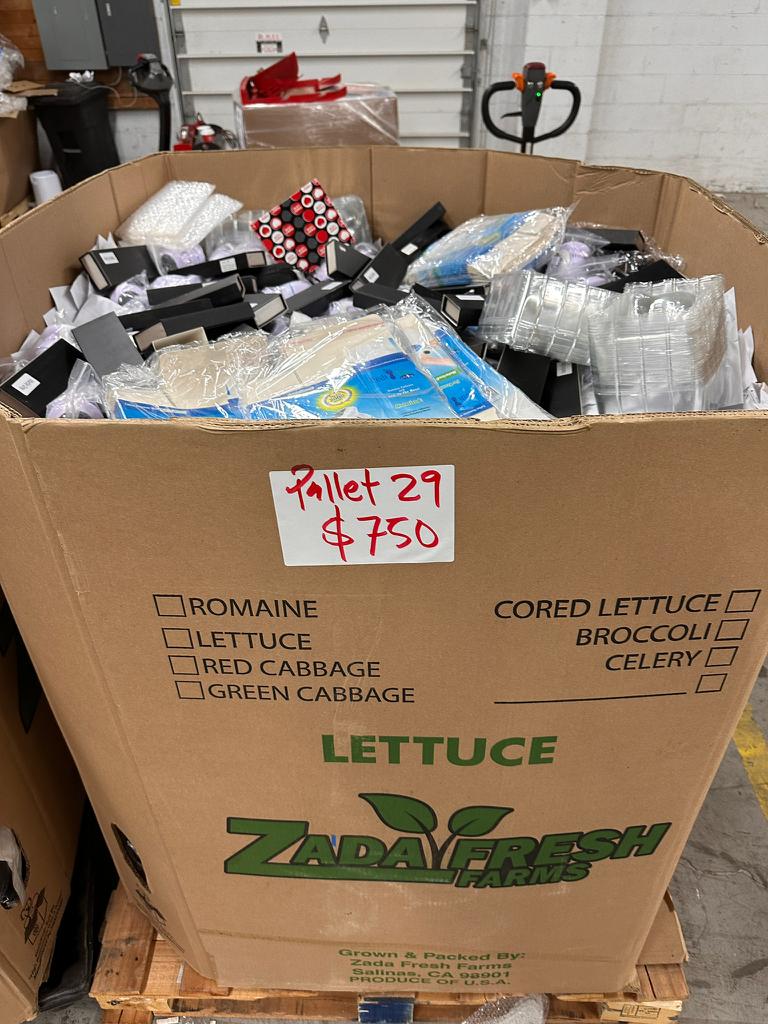 Pallet 29
$750
ROMAINE
LETTUCE
RED CABBAGE
GREEN CABBAGE
CORED LETTUCE
BROCCOLI
CELERY
LETTUCE
ZADA FRESH
FARMS
Grown & Packed By:
Zada Fresh Farms
Salinas, CA 98901
PRODUCE OF U.S.A.